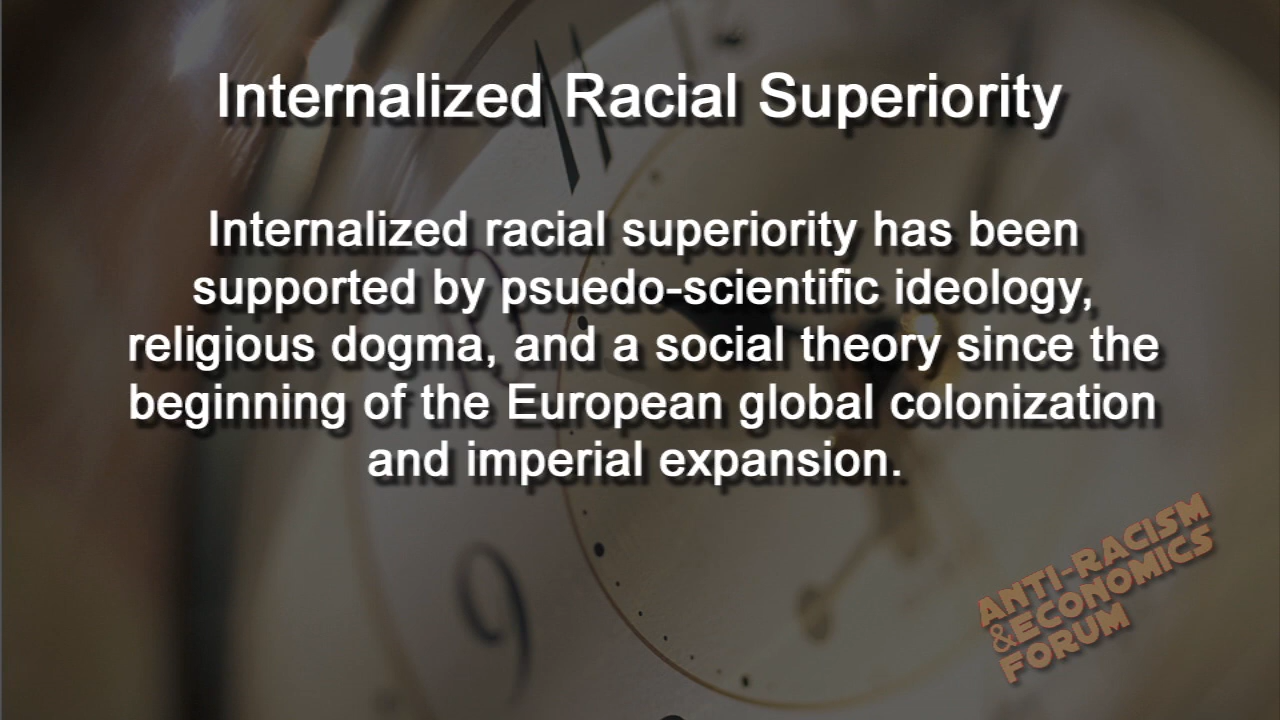 Internalized Racial Superiority
Internalized racial superiority has been
supported by psuedo-scientific ideology,
religious dogma, and a social theory since the
beginning of the European global colonization
and imperial expansion.
9
ANTI-RACISM
&ECONOMICS
FORUM